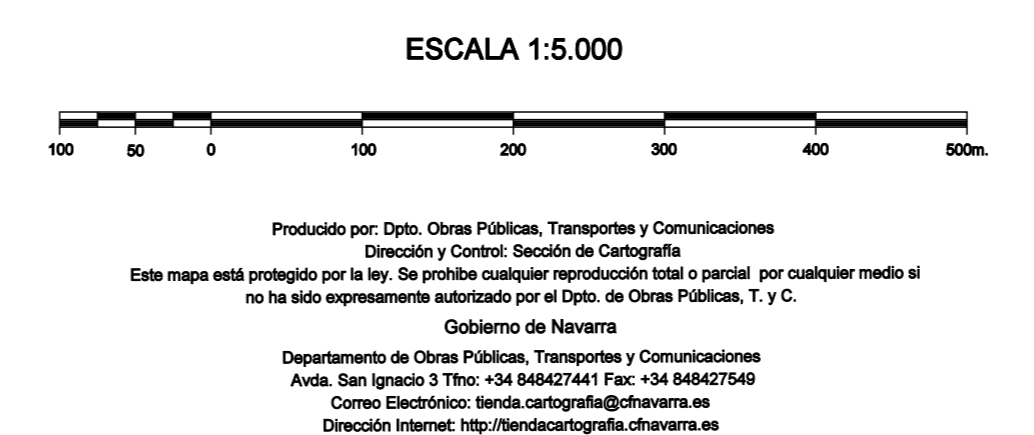 ESCALA 1:5.000
100 50 0 100 200 300 400 500m.
Producido por: Dpto. Obras Públicas, Transportes y Comunicaciones
Dirección y Control: Sección de Cartografía
Este mapa está protegido por la ley. Se prohibe cualquier reproducción total o parcial por cualquier medio si
no ha sido expresamente autorizado por el Dpto. de Obras Públicas, T. y C.
Gobierno de Navarra
Departamento de Obras Públicas, Transportes y Comunicaciones
Avda. San Ignacio 3 Tfno: +34 848427441 Fax: +34 848427549
Correo Electrónico: tienda.cartografia@cfnavarra.es
Dirección Internet: http://tiendacartografia.cfnavarra.es